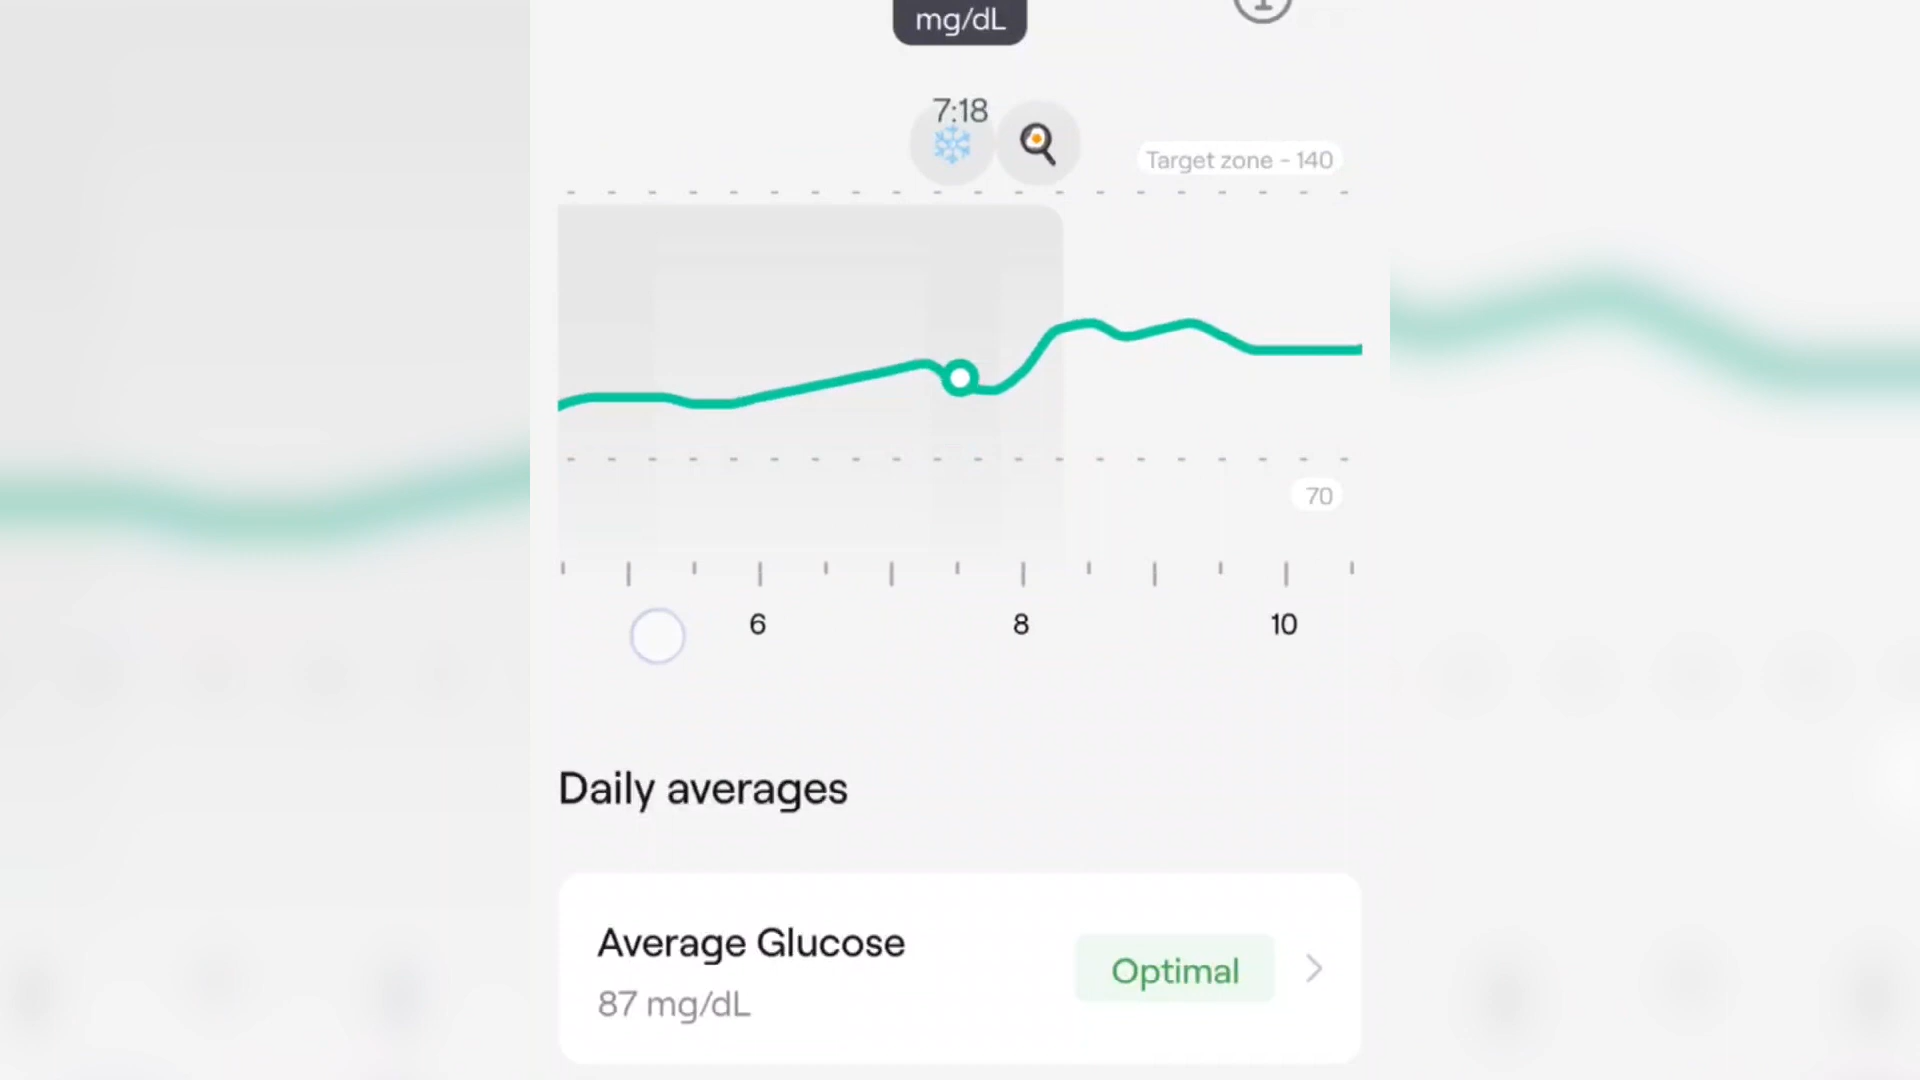 mg/dL
7:18
Target zone - 140
70
6 8 10
Daily averages
Average Glucose
Optimal
87 mg/dL